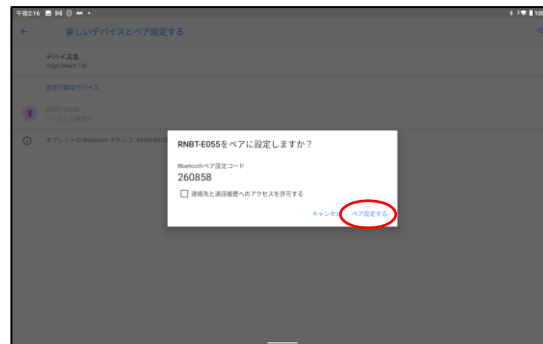 午後2:16
100
新しいデバイスとペア設定する
デバイス名
Yoga Smart Tab
使用可能なデバイス
RNBT-E055
タブレットの Bluetooth アドレス:
RNBT-E055をペアに設定しますか?
Bluetoothペア設定コード
260858
連絡先と通話履歴へのアクセスを許可する
キャンセル ペア設定する